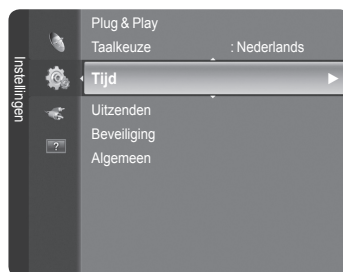 Instellingen
Plug & Play
Taalkeuze : Nederlands
Tijd
Uitzenden
Beveiliging
Algemeen
?